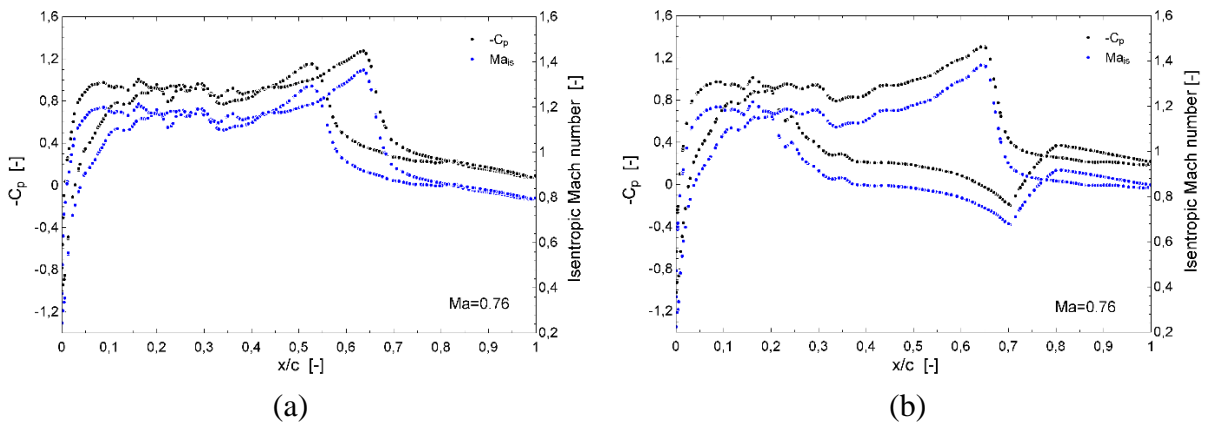 1,6
1,6
1,4
1,2
1
0,8
0,6
0,4
0,2
1,2
0,8
0,4
0
-0,4
-0,8
-1,2
-Cp [-]
Isentropic Mach number [-]
-Cp
Mais
Ma=0.76
0 0,1 0,2 0,3 0,4 0,5 0,6 0,7 0,8 0,9 1
x/c [-]
(a)
1,6
1,6
1,4
1,2
1
0,8
0,6
0,4
0,2
1,2
0,8
0,4
0
-0,4
-0,8
-1,2
-Cp [-]
Isentropic Mach number [-]
-Cp
Mais
Ma=0.76
0 0,1 0,2 0,3 0,4 0,5 0,6 0,7 0,8 0,9 1
x/c [-]
(b)